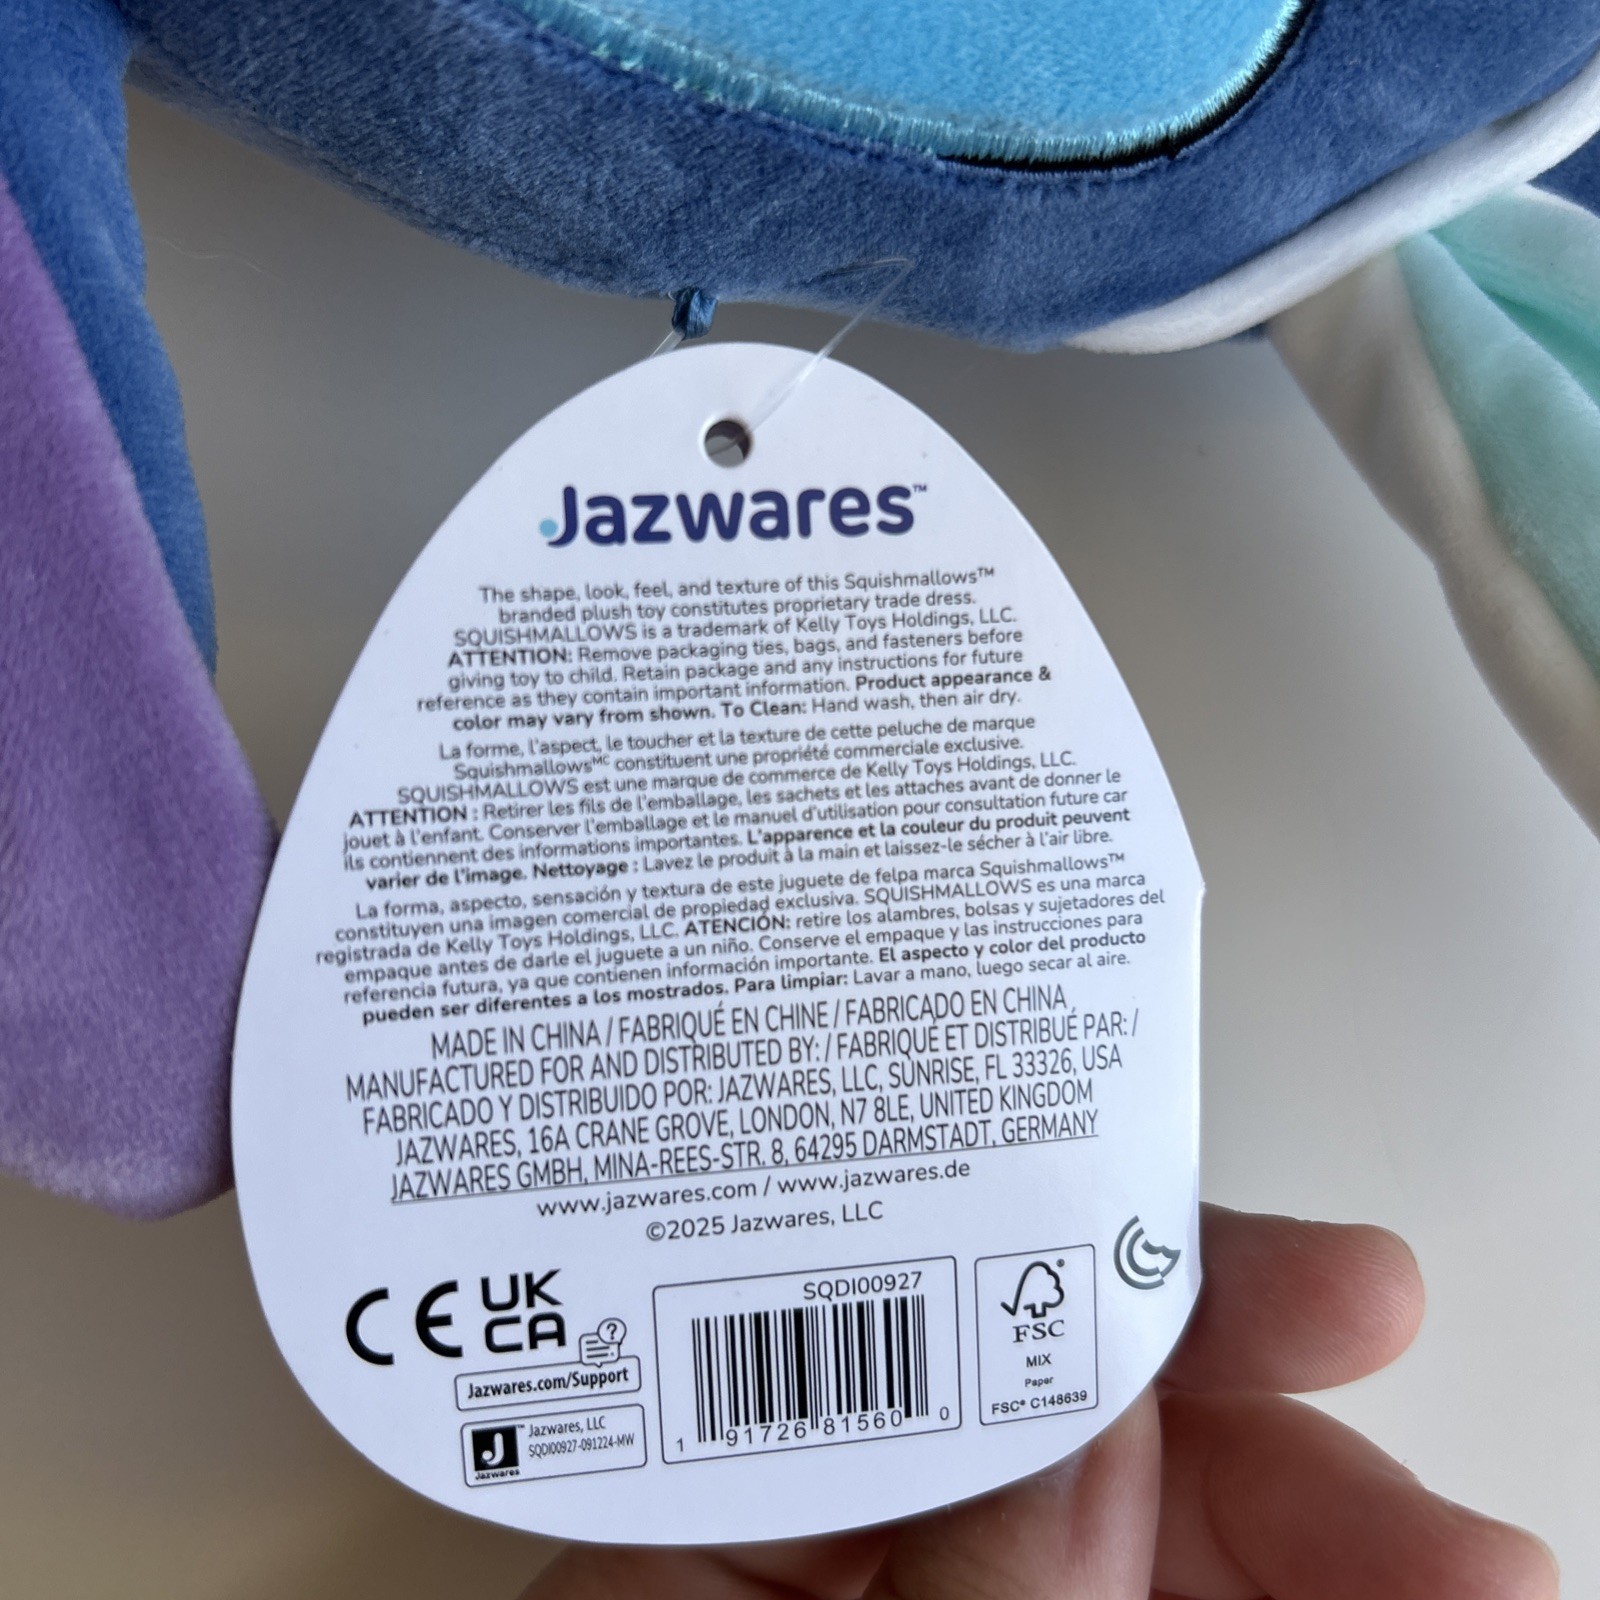 Jazwares™
The shape, look, feel, and texture of this Squishmallows™
branded plush toy constitutes proprietary trade dress.
SQUISHMALLOWS is a trademark of Kelly Toys Holdings, LLC.
ATTENTION: Remove packaging ties, bags, and fasteners before
giving toy to child. Retain package and any instructions for future
reference as they contain important information. Product appearance &
color may vary from shown. To Clean: Hand wash, then air dry.
La forme, l'aspect, le toucher et la texture de cette peluche de marque
Squishmallowsᴹᶜ constituent une propriété commerciale exclusive.
SQUISHMALLOWS est une marque de commerce de Kelly Toys Holdings, LLC.
ATTENTION : Retirer les fils de l'emballage, les sachets et les attaches avant de donner le
jouet à l'enfant. Conserver l'emballage et le manuel d'utilisation pour consultation future car
ils contiennent des informations importantes. L'apparence et la couleur du produit peuvent
varier de l'image. Nettoyage : Lavez le produit à la main et laissez-le sécher à l'air libre.
La forma, aspecto, sensación y textura de este juguete de felpa marca Squishmallows™
constituyen una imagen comercial de propiedad exclusiva. SQUISHMALLOWS es una marca
registrada de Kelly Toys Holdings, LLC. ATENCIÓN: retire los alambres, bolsas y sujetadores del
empaque antes de darle el juguete a un niño. Conserve el empaque y las instrucciones para
referencia futura, ya que contienen información importante. El aspecto y color del producto
pueden ser diferentes a los mostrados. Para limpiar: Lavar a mano, luego secar al aire.
MADE IN CHINA / FABRIQUÉ EN CHINE / FABRICADO EN CHINA
MANUFACTURED FOR AND DISTRIBUTED BY: / FABRIQUÉ ET DISTRIBUÉ PAR: /
FABRICADO Y DISTRIBUIDO POR: JAZWARES, LLC, SUNRISE, FL 33326, USA
JAZWARES, 16A CRANE GROVE, LONDON, N7 8LE, UNITED KINGDOM
JAZWARES GMBH, MINA-REES-STR. 8, 64295 DARMSTADT, GERMANY
www.jazwares.com / www.jazwares.de
©2025 Jazwares, LLC
CE UK
CA
?
Jazwares.com/Support
J™
Jazwares
Jazwares, LLC
SQDI00927-091224-MW
SQDI00927
1 91726 81560 0
FSC®
MIX
Paper
FSC® C148639